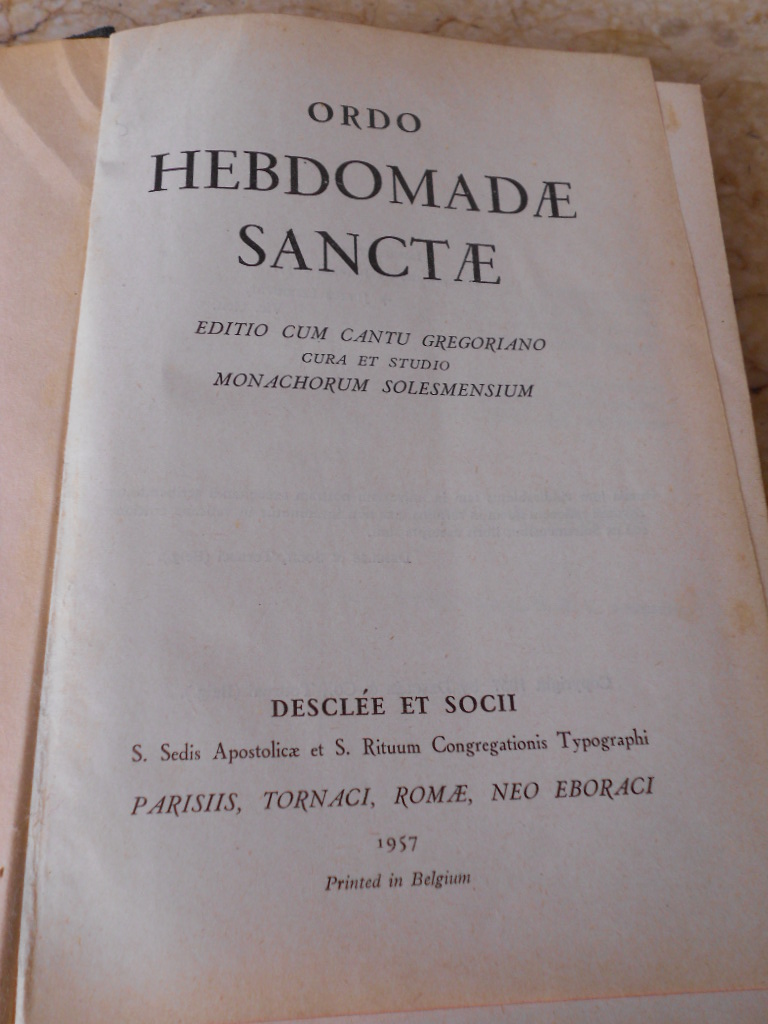 ORDO
HEBDOMADÆ
SANCTÆ
EDITIO CUM CANTU GREGORIANO
CURA ET STUDIO
MONACHORUM SOLESMENSIUM
DESCLÉE ET SOCII
S. Sedis Apostolicæ et S. Rituum Congregationis Typographi
PARISIIS, TORNACI, ROMÆ, NEO EBORACI
1957
Printed in Belgium